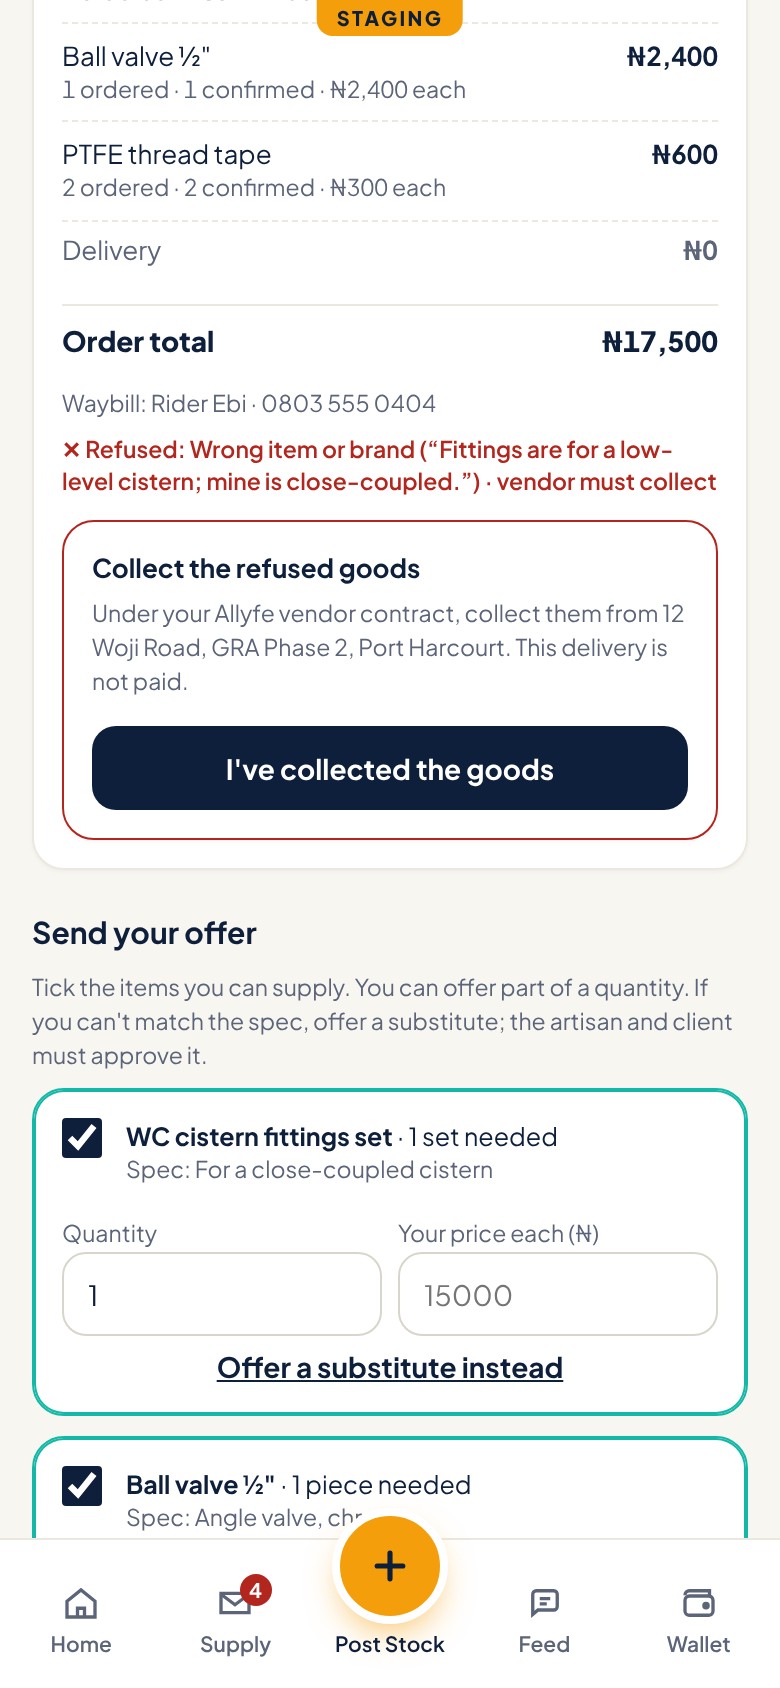 STAGING
Ball valve ½" ₦2,400
1 ordered · 1 confirmed · ₦2,400 each
PTFE thread tape ₦600
2 ordered · 2 confirmed · ₦300 each
Delivery ₦0
Order total ₦17,500
Waybill: Rider Ebi · 0803 555 0404
✕ Refused: Wrong item or brand (“Fittings are for a low-
level cistern; mine is close-coupled.”) · vendor must collect
Collect the refused goods
Under your Allyfe vendor contract, collect them from 12
Woji Road, GRA Phase 2, Port Harcourt. This delivery is
not paid.
I've collected the goods
Send your offer
Tick the items you can supply. You can offer part of a quantity. If
you can't match the spec, offer a substitute; the artisan and client
must approve it.
WC cistern fittings set · 1 set needed
Spec: For a close-coupled cistern
Quantity Your price each (₦)
1 15000
Offer a substitute instead
Ball valve ½" · 1 piece needed
Spec: Angle valve, chr
4
Home Supply Post Stock Feed Wallet